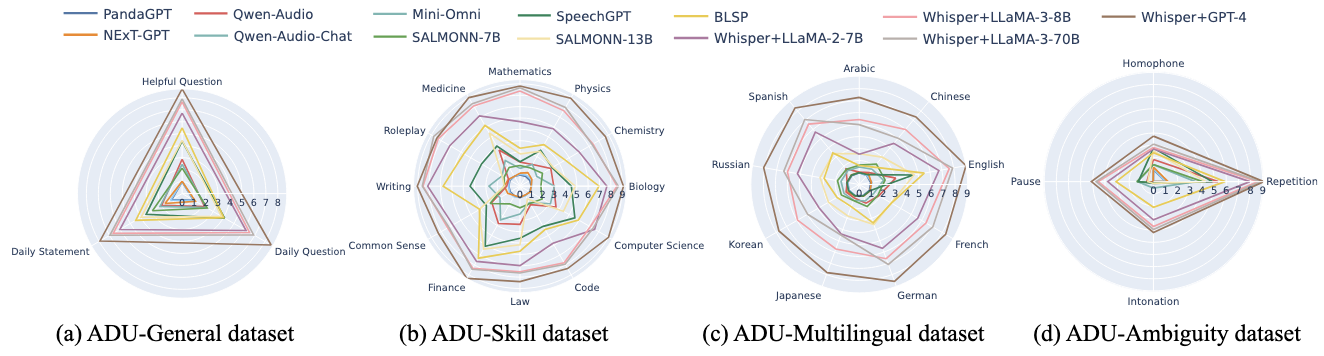 PandaGPT Qwen-Audio Mini-Omni SpeechGPT BLSP Whisper+LLaMA-3-8B Whisper+GPT-4
NExT-GPT Qwen-Audio-Chat SALMONN-7B SALMONN-13B Whisper+LLaMA-2-7B Whisper+LLaMA-3-70B
Helpful Question
0 1 2 3 4 5 6 7 8
Daily Statement
Daily Question
Mathematics
Medicine
Physics
Roleplay
Chemistry
Writing
0 1 2 3 4 5 6 7 8 9
Biology
Common Sense
Computer Science
Finance
Code
Law
Arabic
Spanish
Chinese
Russian
English
0 1 2 3 4 5 6 7 8 9
Korean
French
Japanese
German
Homophone
Pause
Repetition
0 1 2 3 4 5 6 7 8 9
Intonation
(a) ADU-General dataset
(b) ADU-Skill dataset
(c) ADU-Multilingual dataset
(d) ADU-Ambiguity dataset